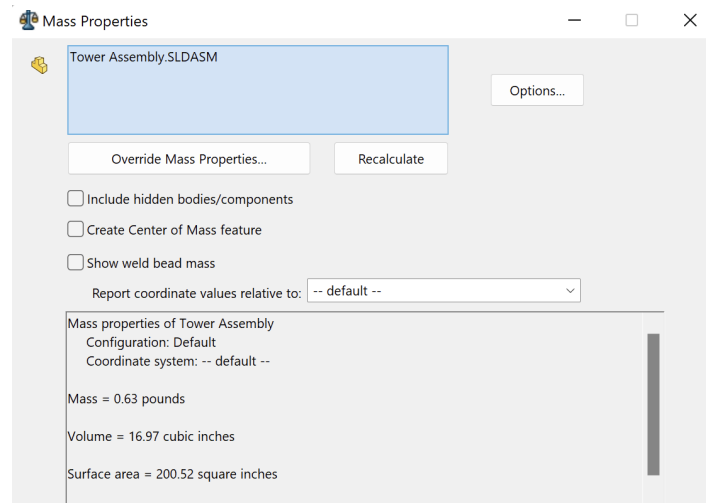 Mass Properties
Tower Assembly.SLDASM
Options...
Override Mass Properties...
Recalculate
Include hidden bodies/components
Create Center of Mass feature
Show weld bead mass
Report coordinate values relative to: -- default --
Mass properties of Tower Assembly
Configuration: Default
Coordinate system: -- default --
Mass = 0.63 pounds
Volume = 16.97 cubic inches
Surface area = 200.52 square inches